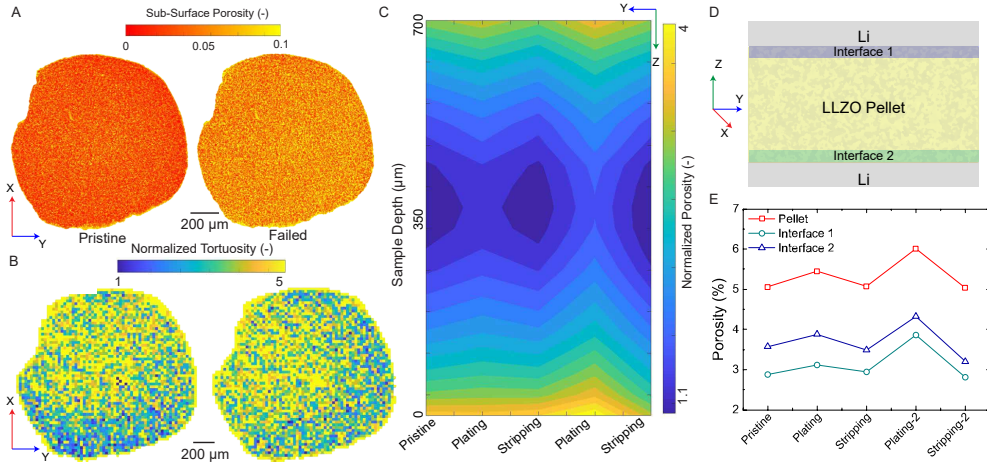 A
Sub-Surface Porosity (-)
0
0.05
0.1
X
Y
Pristine
200 μm
Failed
B
Normalized Tortuosity (-)
1
5
X
Y
200 μm
C
700
350
0
Sample Depth (μm)
Y
Z
4
1.1
Normalized Porosity (-)
Pristine
Plating
Stripping
Plating
Stripping
D
Li
Interface 1
LLZO Pellet
Interface 2
Li
Z
Y
X
E
Pellet
Interface 1
Interface 2
Porosity (%)
7
6
5
4
3
2
Pristine
Plating
Stripping
Plating-2
Stripping-2